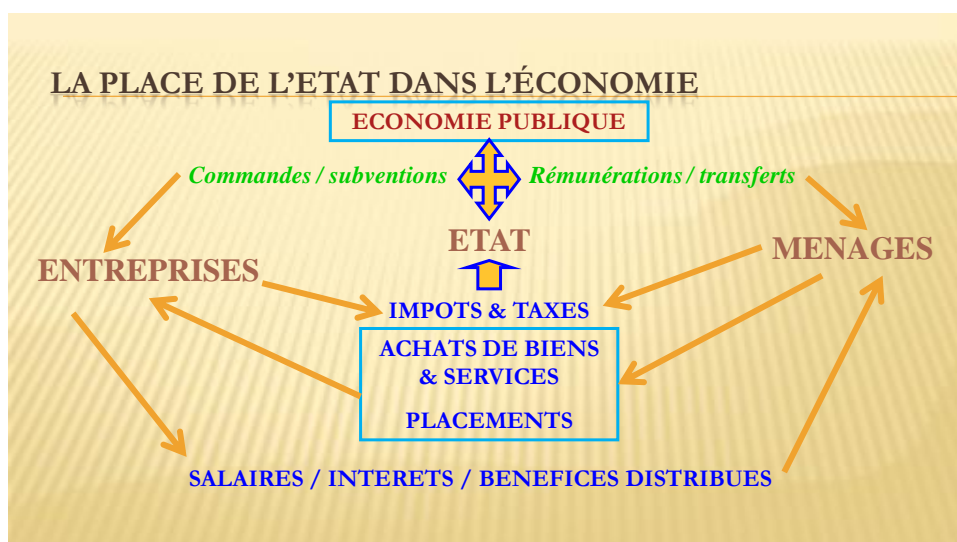 LA PLACE DE L'ETAT DANS L'ÉCONOMIE
ECONOMIE PUBLIQUE
Commandes / subventions
Rémunérations / transferts
ETAT
ENTREPRISES
MENAGES
IMPOTS & TAXES
ACHATS DE BIENS
& SERVICES
PLACEMENTS
SALAIRES / INTERETS / BENEFICES DISTRIBUES